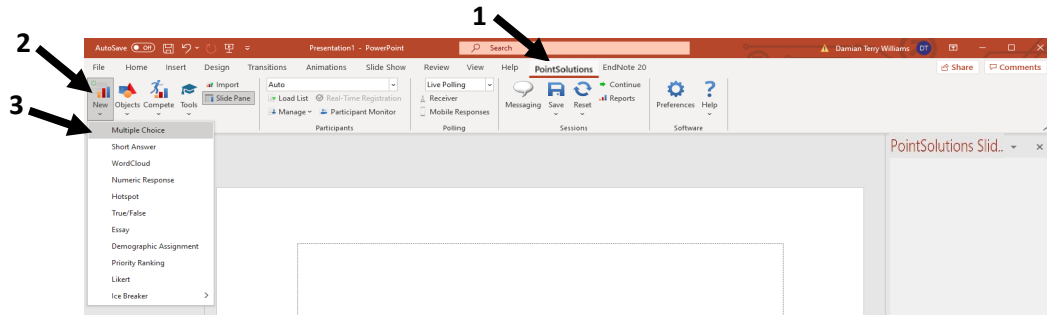 1
2
3
AutoSave Off Presentation1 - PowerPoint Search Damian Terry Williams DT
File Home Insert Design Transitions Animations Slide Show Review View Help PointSolutions EndNote 20 Share Comments
New Objects Compete Tools Import Slide Pane
Auto
Load List Real-Time Registration
Manage Participant Monitor
Participants
Live Polling
Receiver
Mobile Responses
Polling
Messaging Save Reset Continue Reports
Sessions
Preferences Help
Software
Multiple Choice
Short Answer
WordCloud
Numeric Response
Hotspot
True/False
Essay
Demographic Assignment
Priority Ranking
Likert
Ice Breaker
PointSolutions Slid..